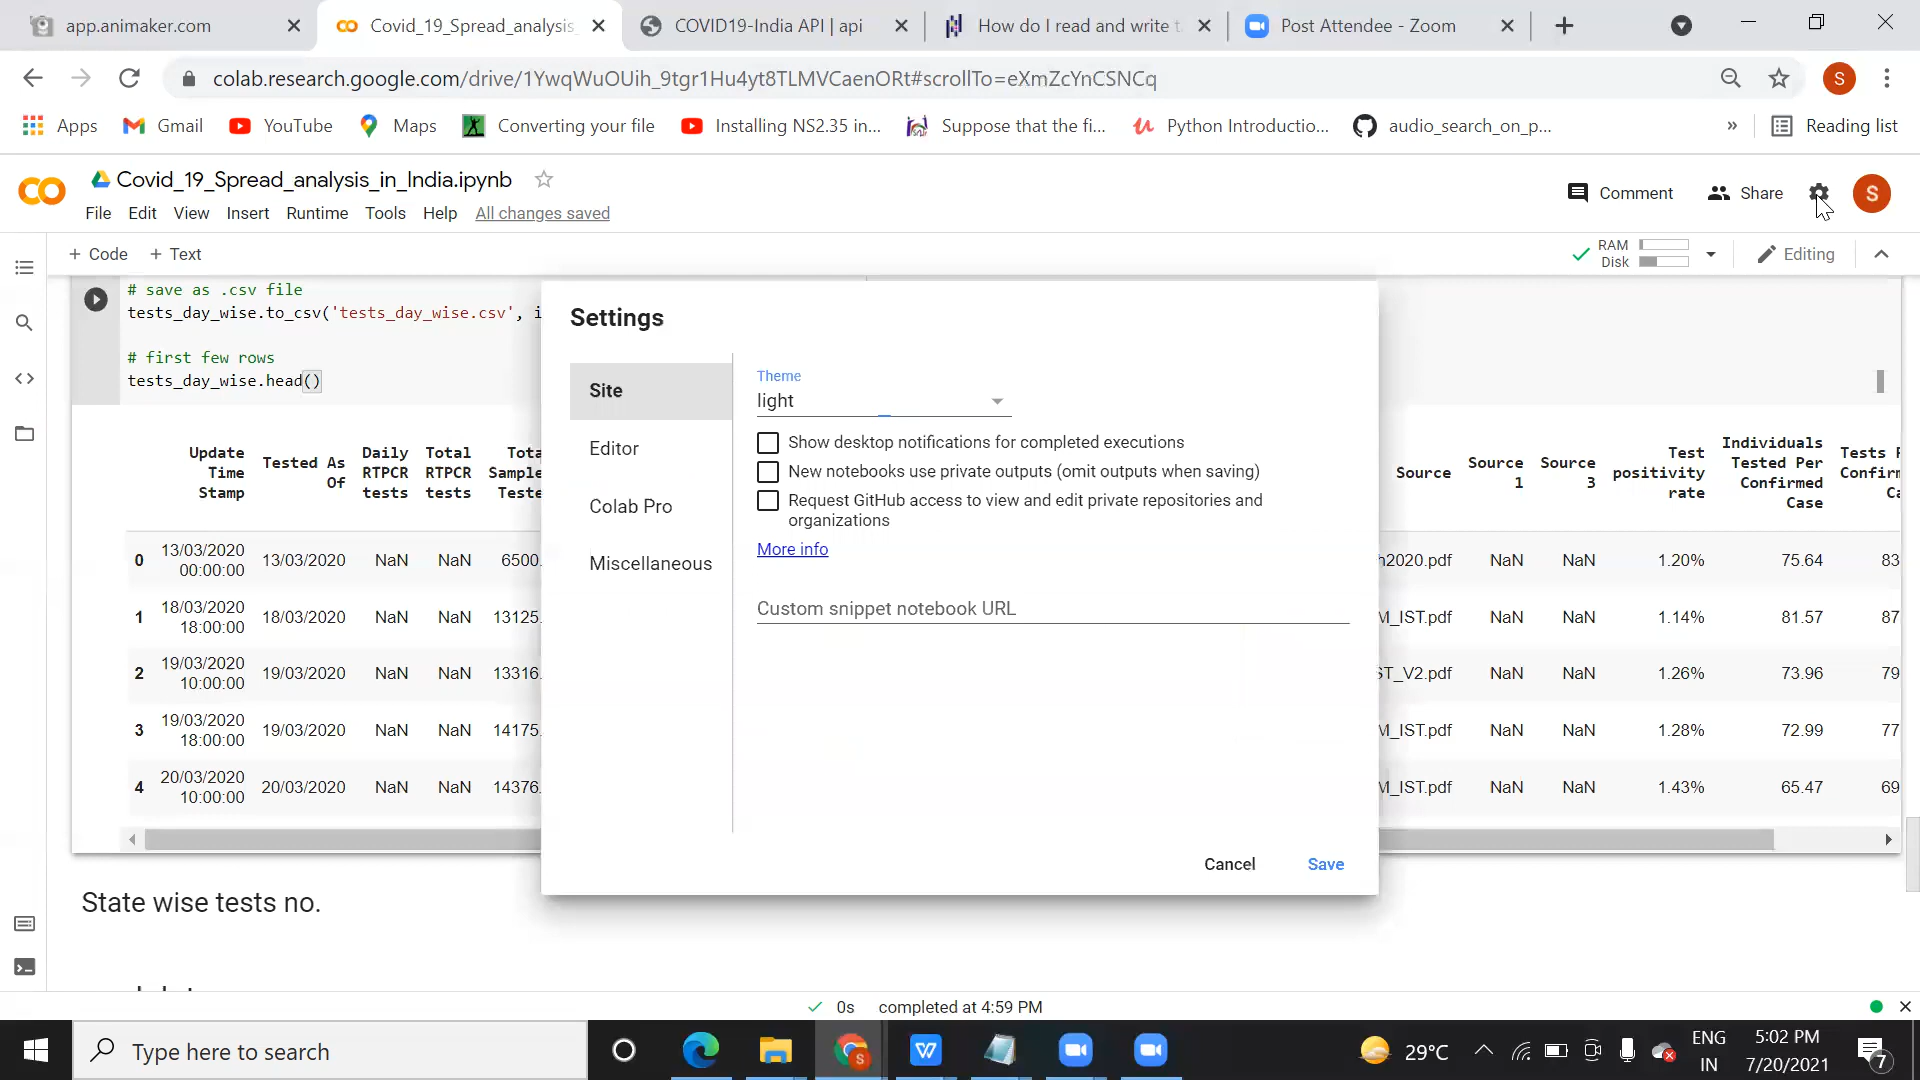 app.animaker.com
Covid_19_Spread_analysis_
COVID19-India API | api
How do I read and write t
Post Attendee - Zoom
colab.research.google.com/drive/1YwqWuOUih_9tgr1Hu4yt8TLMVCaenORt#scrollTo=eXmZcYnCSNCq
S
Apps
Gmail
YouTube
Maps
Converting your file
Installing NS2.35 in...
Suppose that the fi...
Python Introductio...
audio_search_on_p...
»
Reading list
Covid_19_Spread_analysis_in_India.ipynb
File Edit View Insert Runtime Tools Help All changes saved
Comment
Share
S
+ Code + Text
RAM
Disk
Editing
# save as .csv file
tests_day_wise.to_csv('tests_day_wise.csv', i
# first few rows
tests_day_wise.head()
Settings
Site
Editor
Colab Pro
Miscellaneous
Theme
light
Show desktop notifications for completed executions
New notebooks use private outputs (omit outputs when saving)
Request GitHub access to view and edit private repositories and
organizations
More info
Custom snippet notebook URL
Cancel
Save
Update Time Stamp Tested As Of Daily RTPCR tests Total RTPCR tests Tota Sample Teste Source Source 1 Source 3 Test positivity rate Individuals Tested Per Confirmed Case Tests P Confirm Ca
0 13/03/2020 00:00:00 13/03/2020 NaN NaN 6500. h2020.pdf NaN NaN 1.20% 75.64 83
1 18/03/2020 18:00:00 18/03/2020 NaN NaN 13125. M_IST.pdf NaN NaN 1.14% 81.57 87
2 19/03/2020 10:00:00 19/03/2020 NaN NaN 13316. ST_V2.pdf NaN NaN 1.26% 73.96 79
3 19/03/2020 18:00:00 19/03/2020 NaN NaN 14175. M_IST.pdf NaN NaN 1.28% 72.99 77
4 20/03/2020 10:00:00 20/03/2020 NaN NaN 14376. M_IST.pdf NaN NaN 1.43% 65.47 69
State wise tests no.
0s completed at 4:59 PM
Type here to search
29°C
ENG
IN
5:02 PM
7/20/2021
7